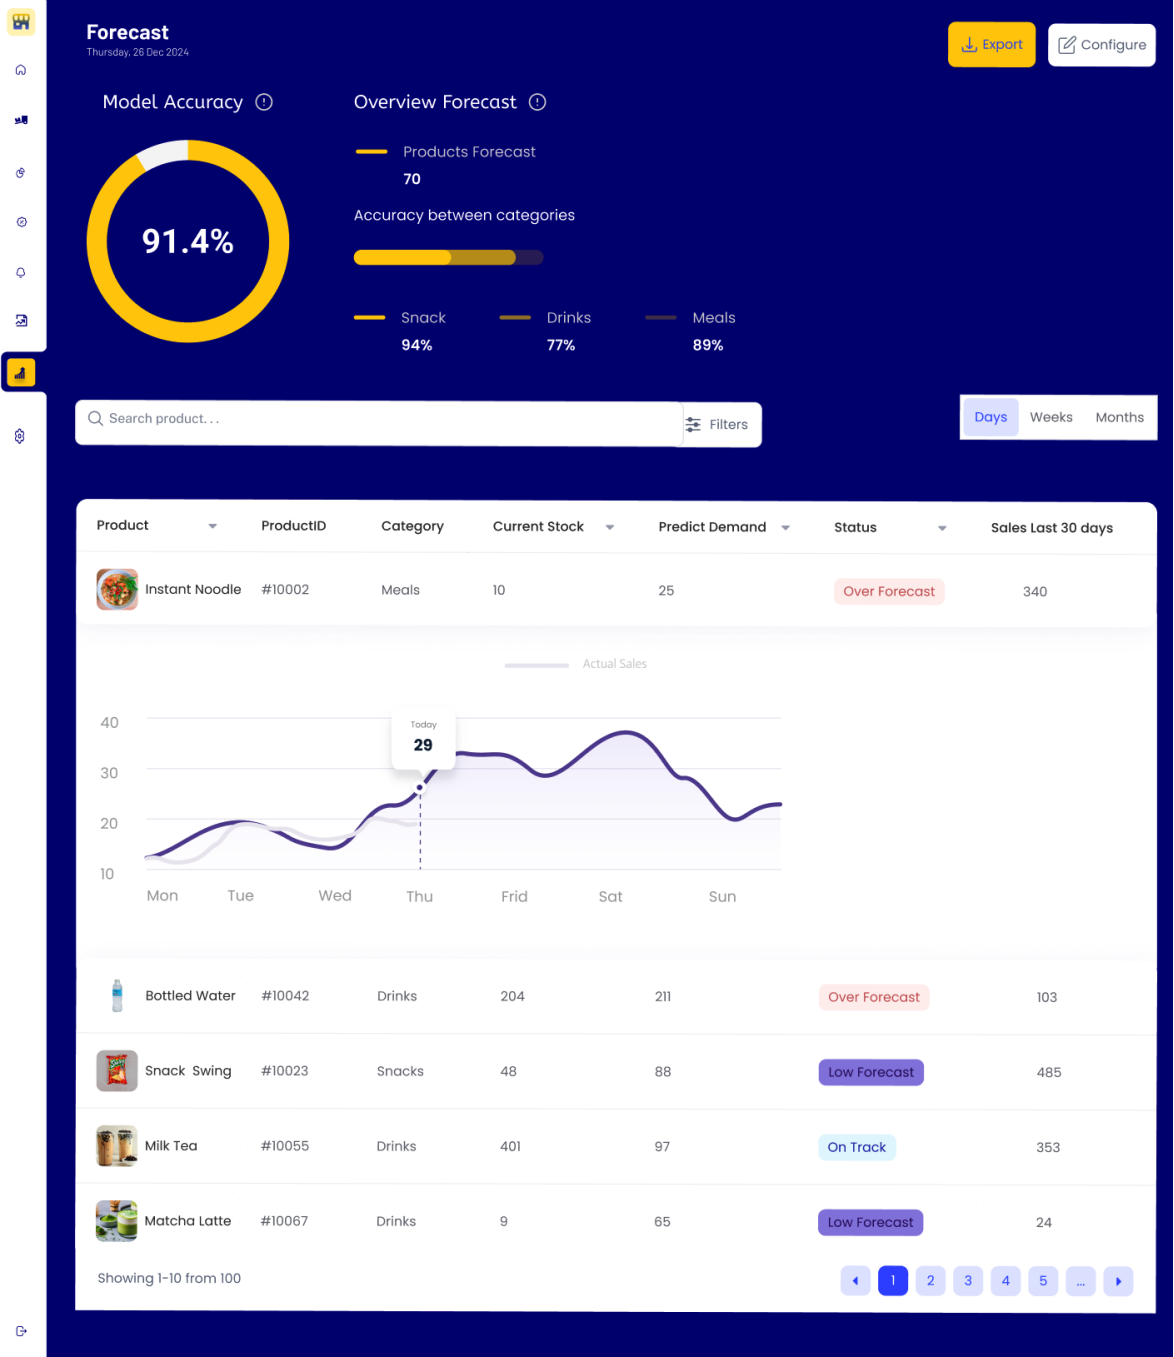 Forecast
Thursday, 26 Dec 2024
Export
Configure
Model Accuracy
Overview Forecast
91.4%
Products Forecast
70
Accuracy between categories
Snack Drinks Meals
94% 77% 89%
Search product...
Filters
Days Weeks Months
Product ProductID Category Current Stock Predict Demand Status Sales Last 30 days
Instant Noodle #10002 Meals 10 25 Over Forecast 340
Actual Sales
Today
29
40
30
20
10
Mon Tue Wed Thu Frid Sat Sun
Bottled Water #10042 Drinks 204 211 Over Forecast 103
Snack Swing #10023 Snacks 48 88 Low Forecast 485
Milk Tea #10055 Drinks 401 97 On Track 353
Matcha Latte #10067 Drinks 9 65 Low Forecast 24
Showing 1-10 from 100
1 2 3 4 5 ...